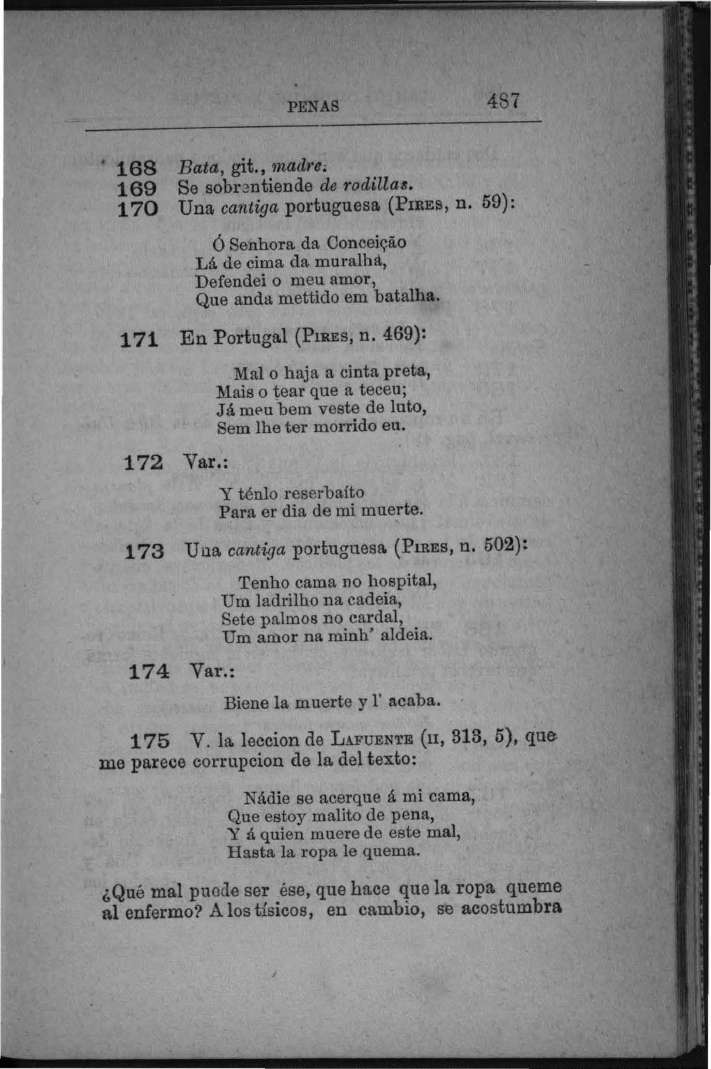 PENAS 487
168 Bata, git., madre.
169 Se sobrentiende de rodillas.
170 Una cantiga portuguesa (PIRES, n. 59):
Ó Senhora da Conceição
Lá de cima da muralha,
Defendei o meu amor,
Que anda mettido em batalha.
171 En Portugal (PIRES, n. 469):
Mal o haja a cinta preta,
Mais o tear que a teceu;
Já meu bem veste de luto,
Sem lhe ter morrido eu.
172 Var.:
Y ténlo reserbaíto
Para er dia de mi muerte.
173 Una cantiga portuguesa (PIRES, n. 502):
Tenho cama no hospital,
Um ladrilho na cadeia,
Sete palmos no cardal,
Um amor na minh' aldeia.
174 Var.:
Biene la muerte y l' acaba.
175 V. la leccion de LAFUENTE (II, 313, 5), que
me parece corrupcion de la del texto:
Nádie se acerque á mi cama,
Que estoy malito de pena,
Y á quien muere de este mal,
Hasta la ropa le quema.
¿Qué mal puede ser ése, que hace que la ropa queme
al enfermo? A los tísicos, en cambio, se acostumbra